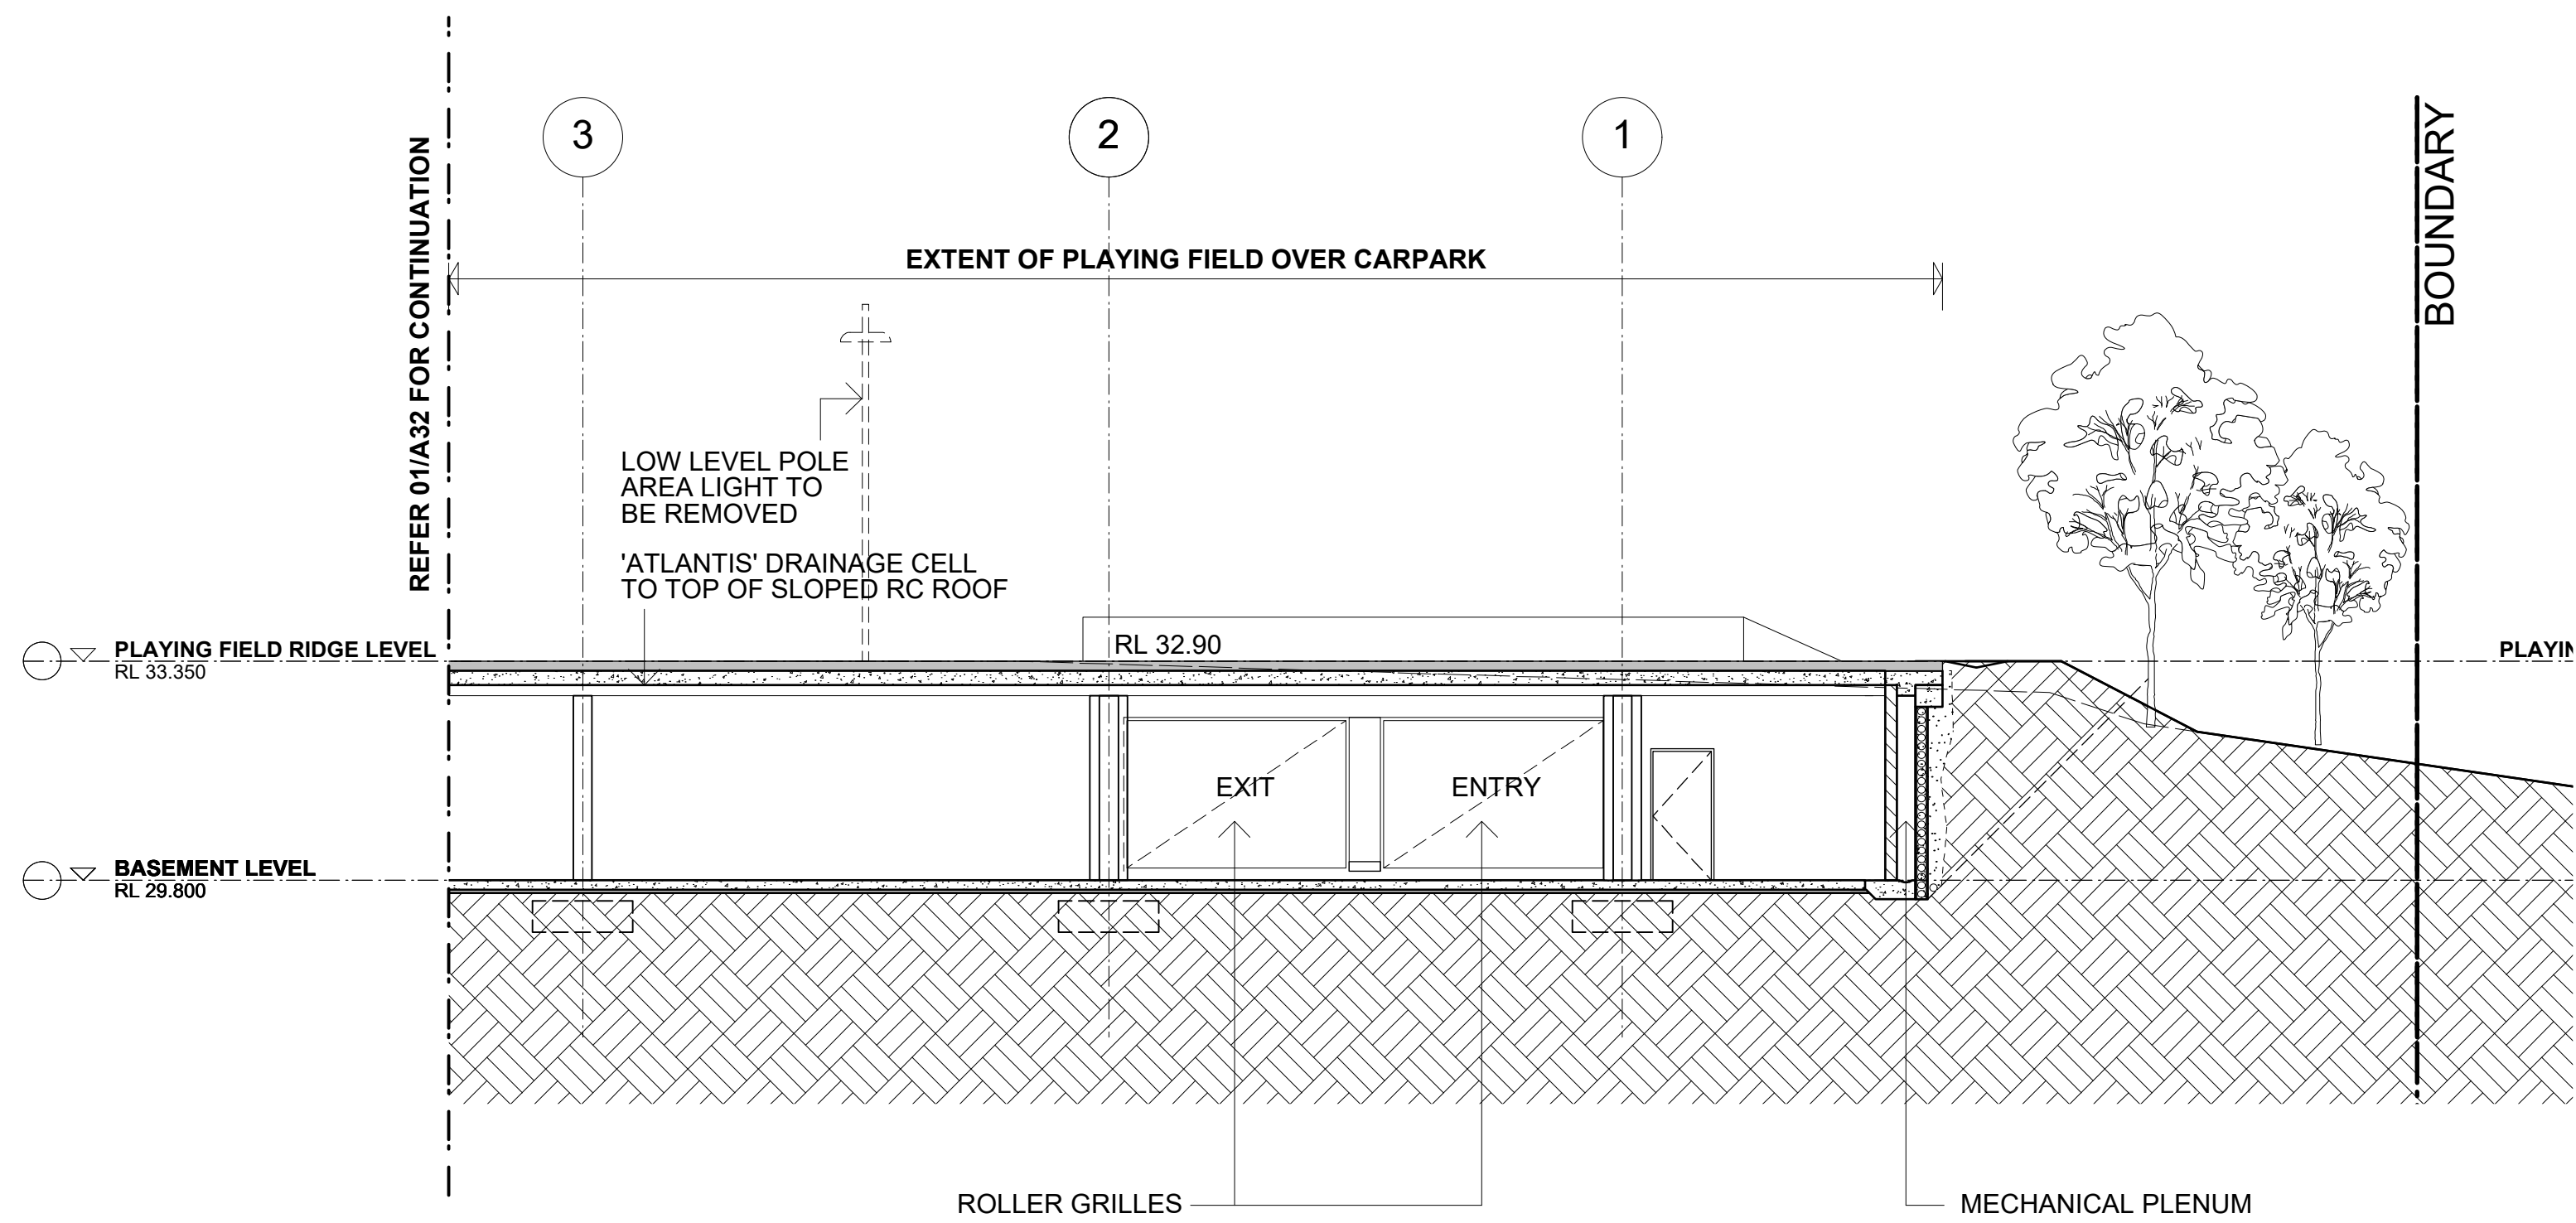 3
2
1
BOUNDARY
REFER 01/A32 FOR CONTINUATION
EXTENT OF PLAYING FIELD OVER CARPARK
LOW LEVEL POLE
AREA LIGHT TO
BE REMOVED
'ATLANTIS' DRAINAGE CELL
TO TOP OF SLOPED RC ROOF
RL 32.90
PLAYING FIELD RIDGE LEVEL
RL 33.350
PLAYIN
EXIT
ENTRY
BASEMENT LEVEL
RL 29.800
ROLLER GRILLES
MECHANICAL PLENUM